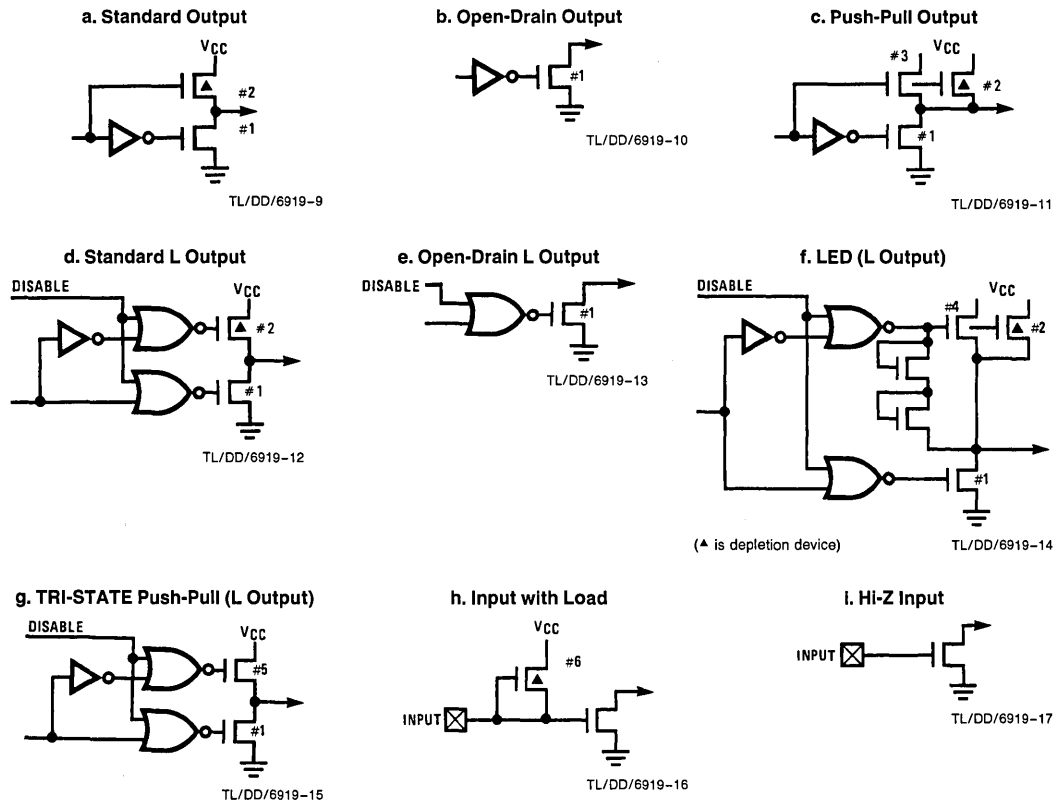 a. Standard Output
VCC
#2
#1
TL/DD/6919-9
b. Open-Drain Output
#1
TL/DD/6919-10
c. Push-Pull Output
#3 VCC
#2
#1
TL/DD/6919-11
d. Standard L Output
DISABLE
VCC
#2
#1
TL/DD/6919-12
e. Open-Drain L Output
DISABLE
#1
TL/DD/6919-13
f. LED (L Output)
DISABLE
VCC
#4
#2
#1
(▲ is depletion device)
TL/DD/6919-14
g. TRI-STATE Push-Pull (L Output)
DISABLE
VCC
#5
#1
TL/DD/6919-15
h. Input with Load
VCC
#6
INPUT
TL/DD/6919-16
i. Hi-Z Input
INPUT
TL/DD/6919-17